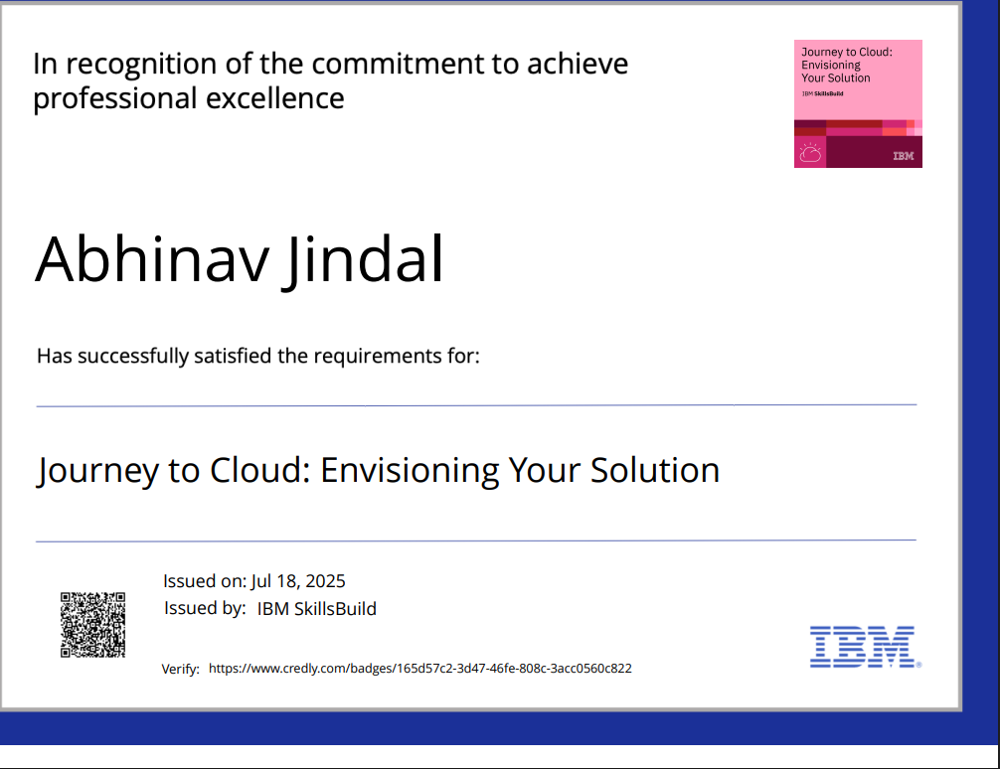 In recognition of the commitment to achieve
professional excellence
Journey to Cloud:
Envisioning
Your Solution
IBM SkillsBuild
IBM
Abhinav Jindal
Has successfully satisfied the requirements for:
Journey to Cloud: Envisioning Your Solution
Issued on: Jul 18, 2025
Issued by: IBM SkillsBuild
Verify: https://www.credly.com/badges/165d57c2-3d47-46fe-808c-3acc0560c822
IBM®